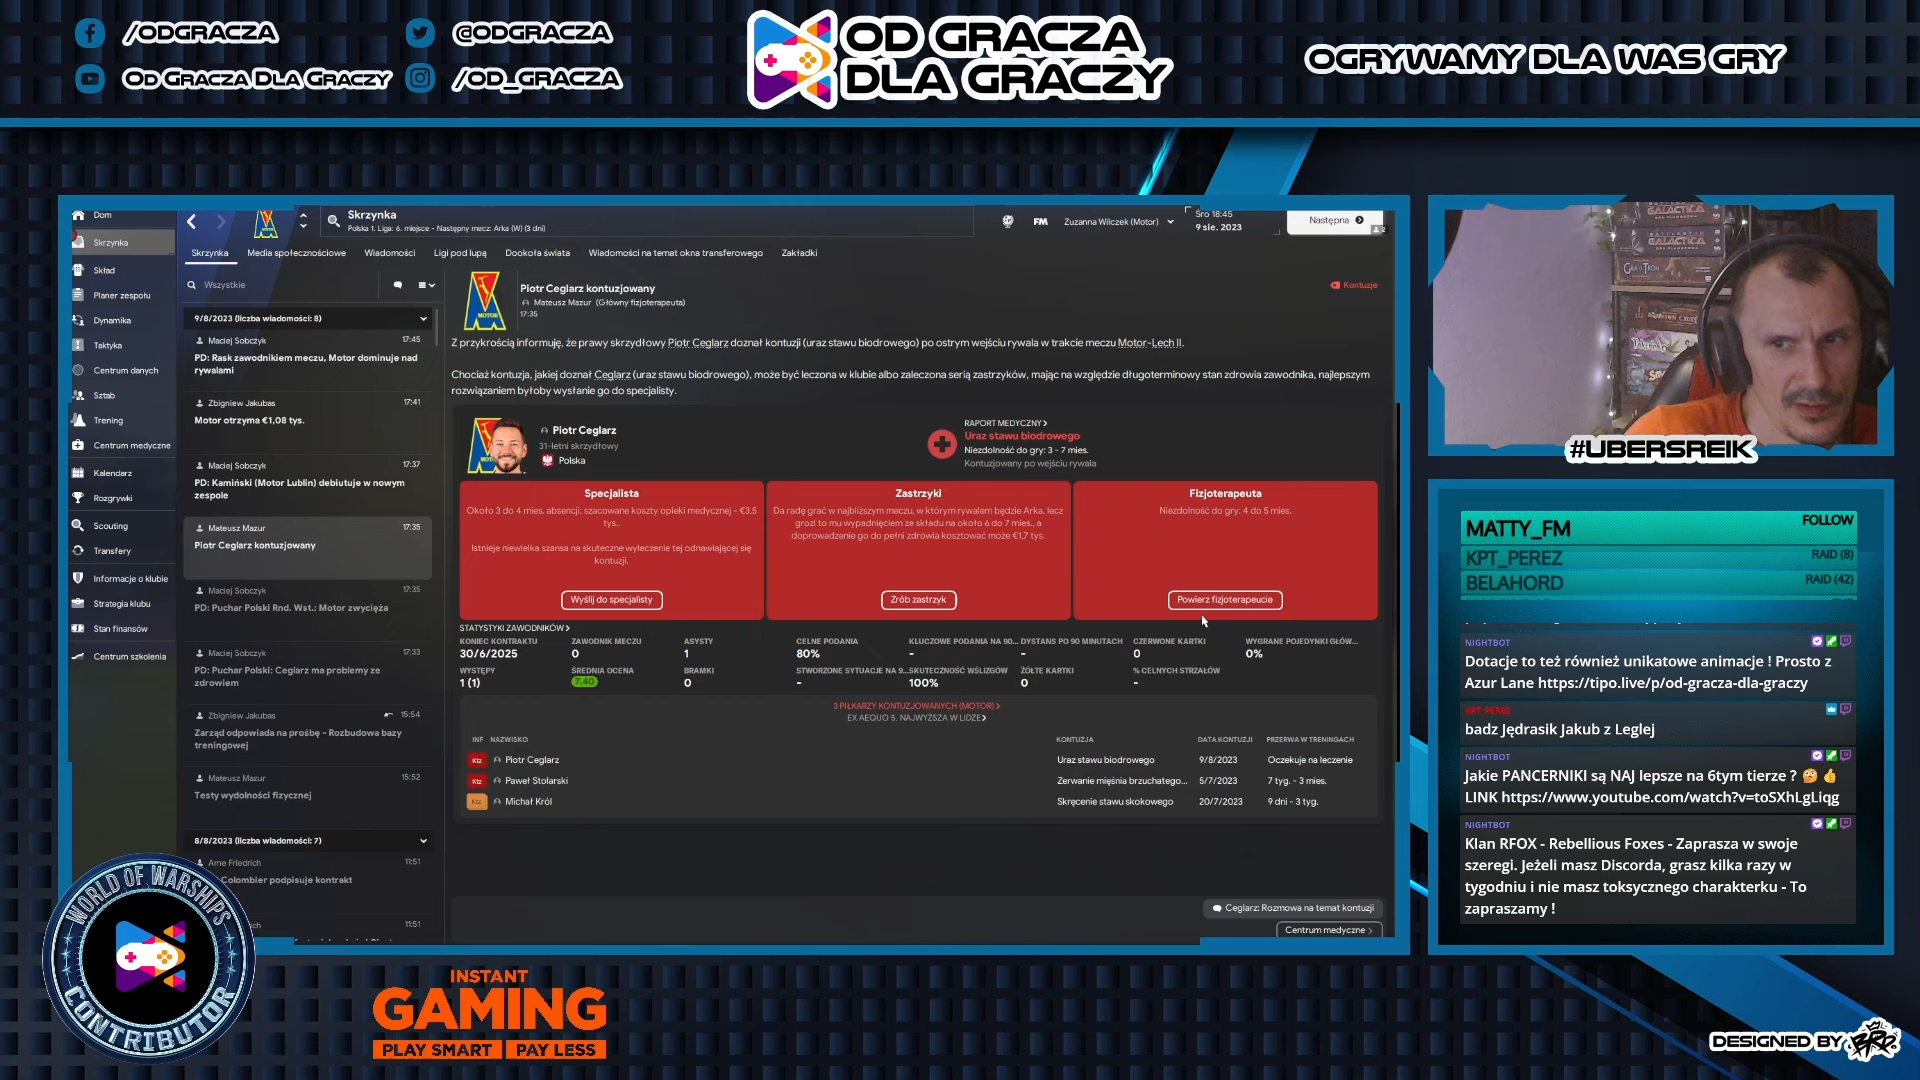 /ODGRACZA
@ODGRACZA
OD GRACZA DLA GRACZY
/OD_GRACZA
OD GRACZA
DLA GRACZY
OGRYWAMY DLA WAS GRY
Dom
Skrzynka
Skład
Planer zespołu
Dynamika
Taktyka
Centrum danych
Sztab
Trening
Centrum medyczne
Kalendarz
Rozgrywki
Scouting
Transfery
Informacje o klubie
Strategia klubu
Stan finansów
Centrum szkolenia
Skrzynka
Polska 1. Liga: 6. miejsce - Następny mecz: Arka (W) (3 dni)
FM
Zuzanna Wilczek (Motor)
Śro 18:45
9 sie. 2023
Następna
2
Skrzynka
Media społecznościowe
Wiadomości
Ligi pod lupą
Dookoła świata
Wiadomości na temat okna transferowego
Zakładki
Wszystkie
9/8/2023 (liczba wiadomości: 8)
Maciej Sobczyk 17:45
PD: Rask zawodnikiem meczu, Motor dominuje nad
rywalami
Zbigniew Jakubas 17:41
Motor otrzyma €1,08 tys.
Maciej Sobczyk 17:37
PD: Kamiński (Motor Lublin) debiutuje w nowym
zespole
Mateusz Mazur 17:35
Piotr Ceglarz kontuzjowany
Maciej Sobczyk 17:35
PD: Puchar Polski Rnd. Wst.: Motor zwycięża
Maciej Sobczyk 17:33
PD: Puchar Polski: Ceglarz ma problemy ze
zdrowiem
Zbigniew Jakubas 15:54
Zarząd odpowiada na prośbę - Rozbudowa bazy
treningowej
Mateusz Mazur 15:52
Testy wydolności fizycznej
8/8/2023 (liczba wiadomości: 7)
Arne Friedrich 11:51
Colombier podpisuje kontrakt
11:51
MOTOR
Piotr Ceglarz kontuzjowany
Mateusz Mazur (Główny fizjoterapeuta)
17:35
Kontuzje
Z przykrością informuję, że prawy skrzydłowy Piotr Ceglarz doznał kontuzji (uraz stawu biodrowego) po ostrym wejściu rywala w trakcie meczu Motor-Lech II.
Chociaż kontuzja, jakiej doznał Ceglarz (uraz stawu biodrowego), może być leczona w klubie albo zaleczona serią zastrzyków, mając na względzie długoterminowy stan zdrowia zawodnika, najlepszym
rozwiązaniem byłoby wysłanie go do specjalisty.
Piotr Ceglarz
31-letni skrzydłowy
Polska
RAPORT MEDYCZNY
Uraz stawu biodrowego
Niezdolność do gry: 3 - 7 mies.
Kontuzjowany po wejściu rywala
Specjalista
Około 3 do 4 mies. absencji; szacowane koszty opieki medycznej - €3.5
tys..
Istnieje niewielka szansa na skuteczne wyleczenie tej odnawiającej się
kontuzji.
Wyślij do specjalisty
Zastrzyki
Da radę grać w najbliższym meczu, w którym rywalem będzie Arka, lecz
grozi to mu wypadnięciem ze składu na około 6 do 7 mies., a
doprowadzenie go do pełni zdrowia kosztować może €1,7 tys.
Zrób zastrzyk
Fizjoterapeuta
Niezdolność do gry: 4 do 5 mies.
Powierz fizjoterapeucie
STATYSTYKI ZAWODNIKÓW
KONIEC KONTRAKTU ZAWODNIK MECZU ASYSTY CELNE PODANIA KLUCZOWE PODANIA NA 90... DYSTANS PO 90 MINUTACH CZERWONE KARTKI WYGRANE POJEDYNKI GŁÓW...
30/6/2025 0 1 80% - - 0 0%
WYSTĘPY ŚREDNIA OCENA BRAMKI STWORZONE SYTUACJE NA 9... SKUTECZNOŚĆ WŚLIZGÓW ŻÓŁTE KARTKI % CELNYCH STRZAŁÓW
1 (1) 7.40 0 - 100% 0 -
3 PIŁKARZY KONTUZJOWANYCH (MOTOR)
EX AEQUO 5. NAJWYŻSZA W LIDZE
INF NAZWISKO KONTUZJA DATA KONTUZJI PRZERWA W TRENINGACH
Ktz Piotr Ceglarz Uraz stawu biodrowego 9/8/2023 Oczekuje na leczenie
Ktz Paweł Stolarski Zerwanie mięśnia brzuchatego... 5/7/2023 7 tyg. - 3 mies.
Ktz Michał Król Skręcenie stawu skokowego 20/7/2023 9 dni - 3 tyg.
Ceglarz: Rozmowa na temat kontuzji
Centrum medyczne
#UBERSREIK
MATTY_FM FOLLOW
KPT_PEREZ RAID (8)
BELAHORD RAID (42)
NIGHTBOT
Dotacje to też również unikatowe animacje ! Prosto z
Azur Lane https://tipo.live/p/od-gracza-dla-graczy
KPT_PEREZ
badz Jędrasik Jakub z Leglej
NIGHTBOT
Jakie PANCERNIKI są NAJ lepsze na 6tym tierze ? 🤔 👍
LINK https://www.youtube.com/watch?v=toSXhLgLiqg
NIGHTBOT
Klan RFOX - Rebellious Foxes - Zaprasza w swoje
szeregi. Jeżeli masz Discorda, grasz kilka razy w
tygodniu i nie masz toksycznego charakterku - To
zapraszamy !
WORLD OF WARSHIPS
CONTRIBUTOR
INSTANT
GAMING
PLAY SMART PAY LESS
DESIGNED BY